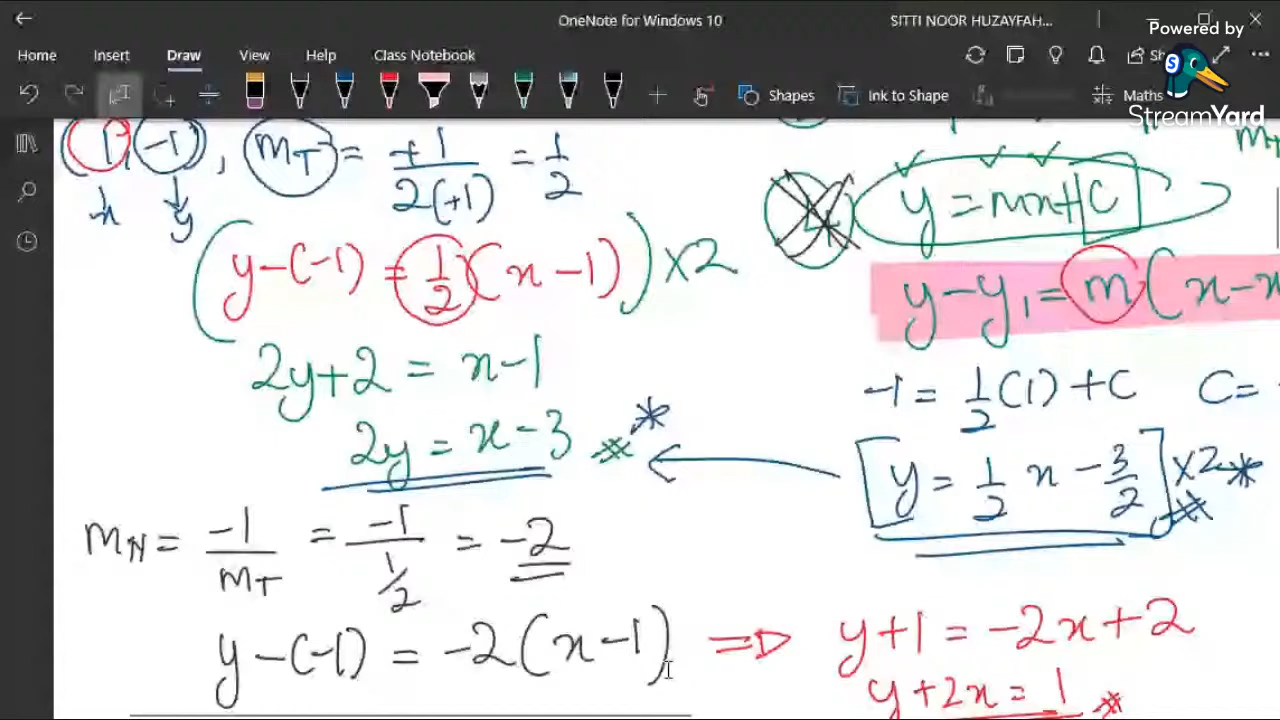 OneNote for Windows 10
SITTI NOOR HUZAYFAH...
Powered by
StreamYard
Home Insert Draw View Help Class Notebook Sh
Shapes Ink to Shape Maths
(1, -1), mT = +1/2(+1) = 1/2
x y
(y-(-1) = 1/2 (x-1)) ×2
2y+2 = x-1
2y = x-3
mN = -1/mT = -1/1/2 = -2
y-(-1) = -2(x-1) ⇒ y+1 = -2x+2
y+2x = 1
y = mx+C
y-y₁ = m(x-x
-1 = 1/2(1)+C C=
[y = 1/2 x - 3/2] ×2